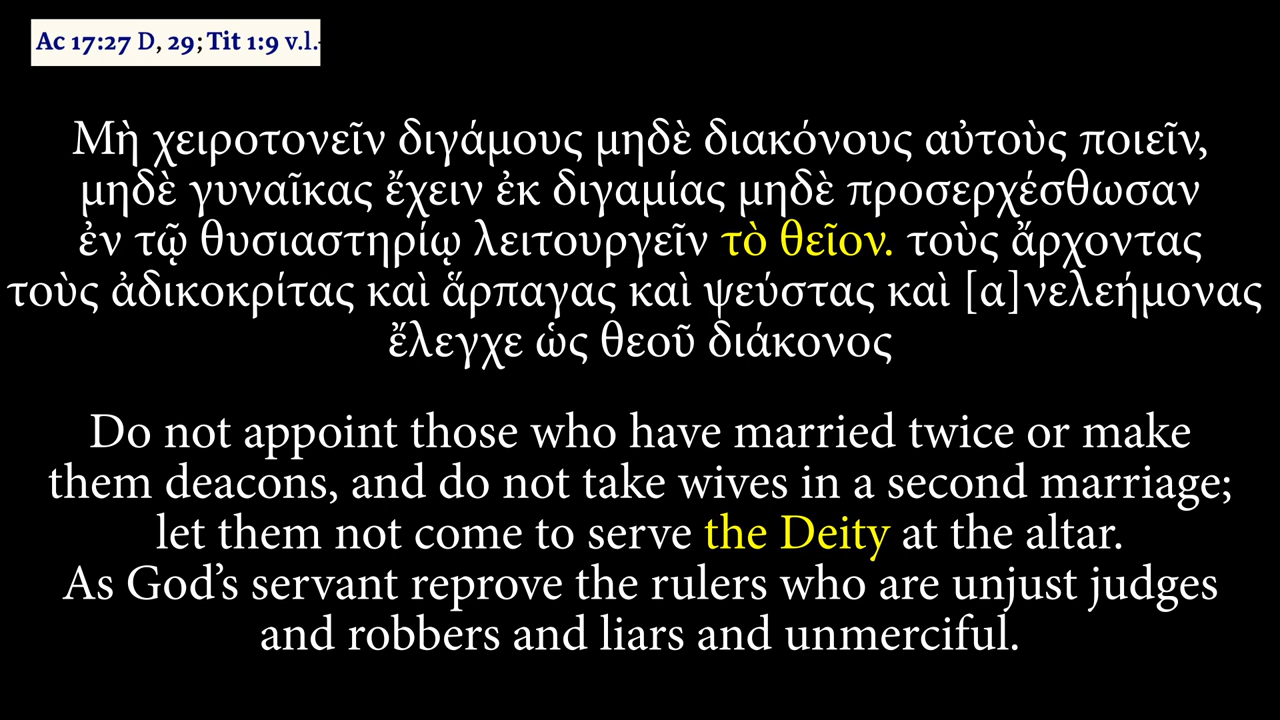 Ac 17:27 D, 29; Tit 1:9 v.l.
Μὴ χειροτονεῖν διγάμους μηδὲ διακόνους αὐτοὺς ποιεῖν,
μηδὲ γυναῖκας ἔχειν ἐκ διγαμίας μηδὲ προσερχέσθωσαν
ἐν τῷ θυσιαστηρίῳ λειτουργεῖν τὸ θεῖον. τοὺς ἄρχοντας
τοὺς ἀδικοκρίτας καὶ ἅρπαγας καὶ ψεύστας καὶ [α]νελεήμονας
ἔλεγχε ὡς θεοῦ διάκονος
Do not appoint those who have married twice or make
them deacons, and do not take wives in a second marriage;
let them not come to serve the Deity at the altar.
As God’s servant reprove the rulers who are unjust judges
and robbers and liars and unmerciful.